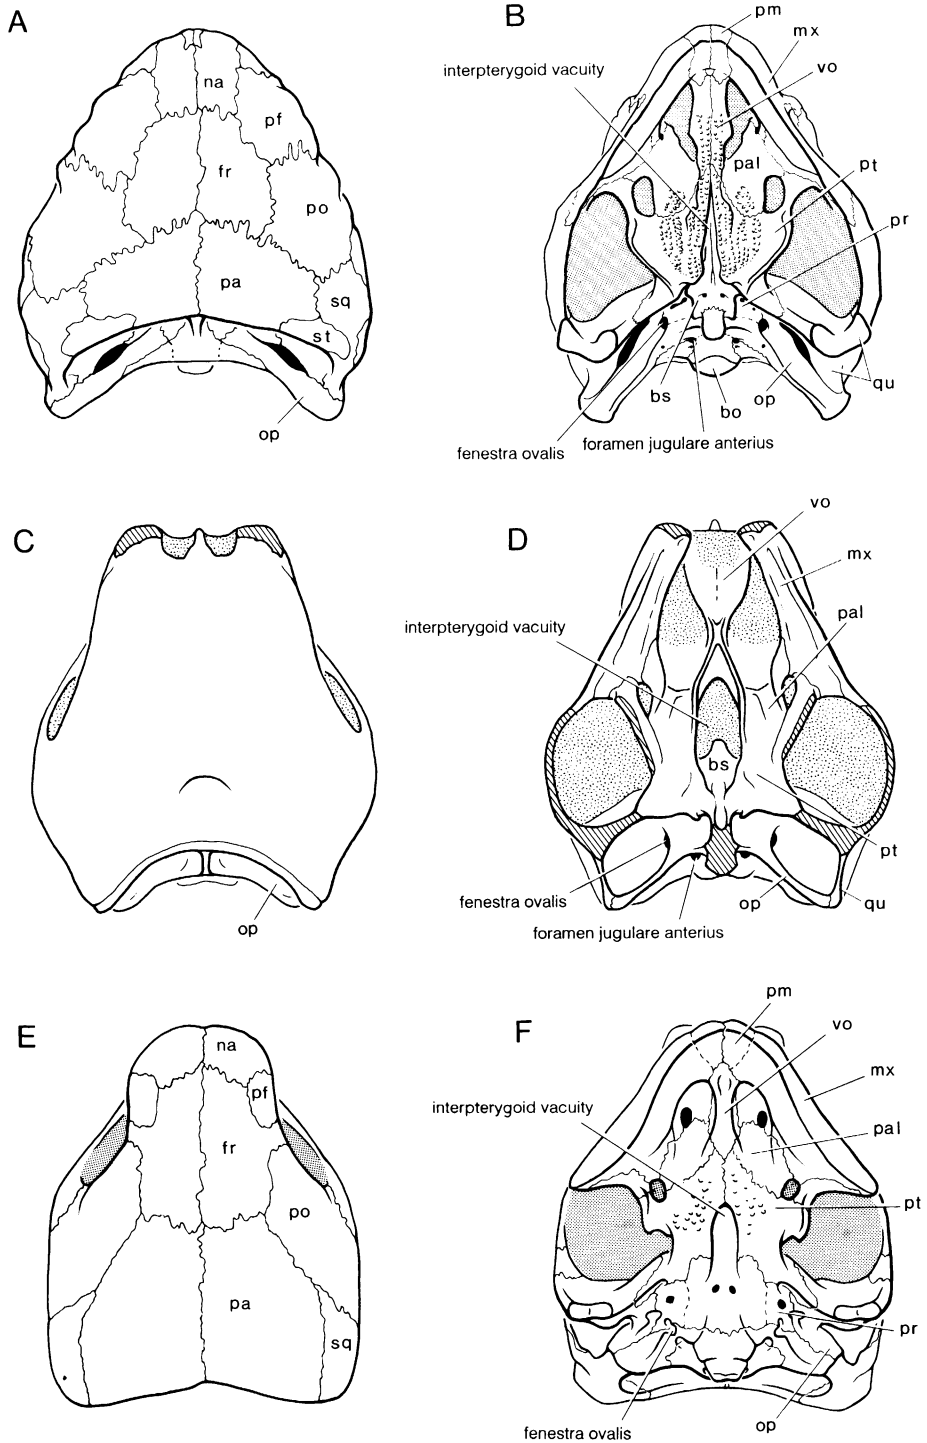 A
na
pf
fr
po
pa
sq
st
op
B
pm
mx
interpterygoid vacuity
vo
pal
pt
pr
qu
bs
bo
op
fenestra ovalis
foramen jugulare anterius
C
op
D
vo
mx
pal
interpterygoid vacuity
bs
pt
fenestra ovalis
op
qu
foramen jugulare anterius
E
na
pf
fr
po
pa
sq
F
pm
vo
mx
interpterygoid vacuity
pal
pt
pr
op
fenestra ovalis